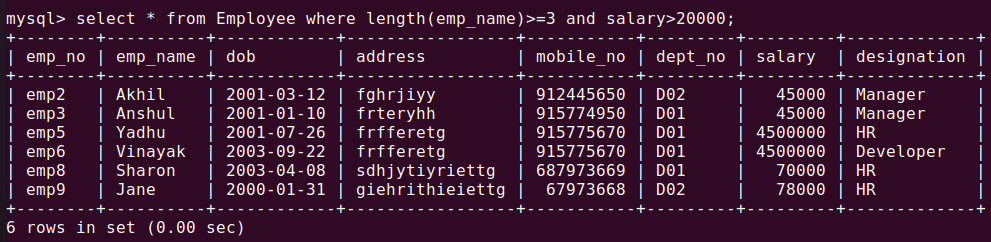 mysql> select * from Employee where length(emp_name)>=3 and salary>20000;
+--------+----------+------------+-----------------+-----------+---------+---------+-------------+
| emp_no | emp_name | dob        | address         | mobile_no | dept_no | salary  | designation |
+--------+----------+------------+-----------------+-----------+---------+---------+-------------+
| emp2   | Akhil    | 2001-03-12 | fghrjiyy        | 912445650 | D02     |   45000 | Manager     |
| emp3   | Anshul   | 2001-01-10 | frteryhh        | 915774950 | D01     |   45000 | Manager     |
| emp5   | Yadhu    | 2001-07-26 | frfferetg       | 915775670 | D01     | 4500000 | HR          |
| emp6   | Vinayak  | 2003-09-22 | frfferetg       | 915775670 | D01     | 4500000 | Developer   |
| emp8   | Sharon   | 2003-04-08 | sdhjytiyriettg  | 687973669 | D01     |   70000 | HR          |
| emp9   | Jane     | 2000-01-31 | giehrithieiettg |  67973668 | D02     |   78000 | HR          |
+--------+----------+------------+-----------------+-----------+---------+---------+-------------+
6 rows in set (0.00 sec)